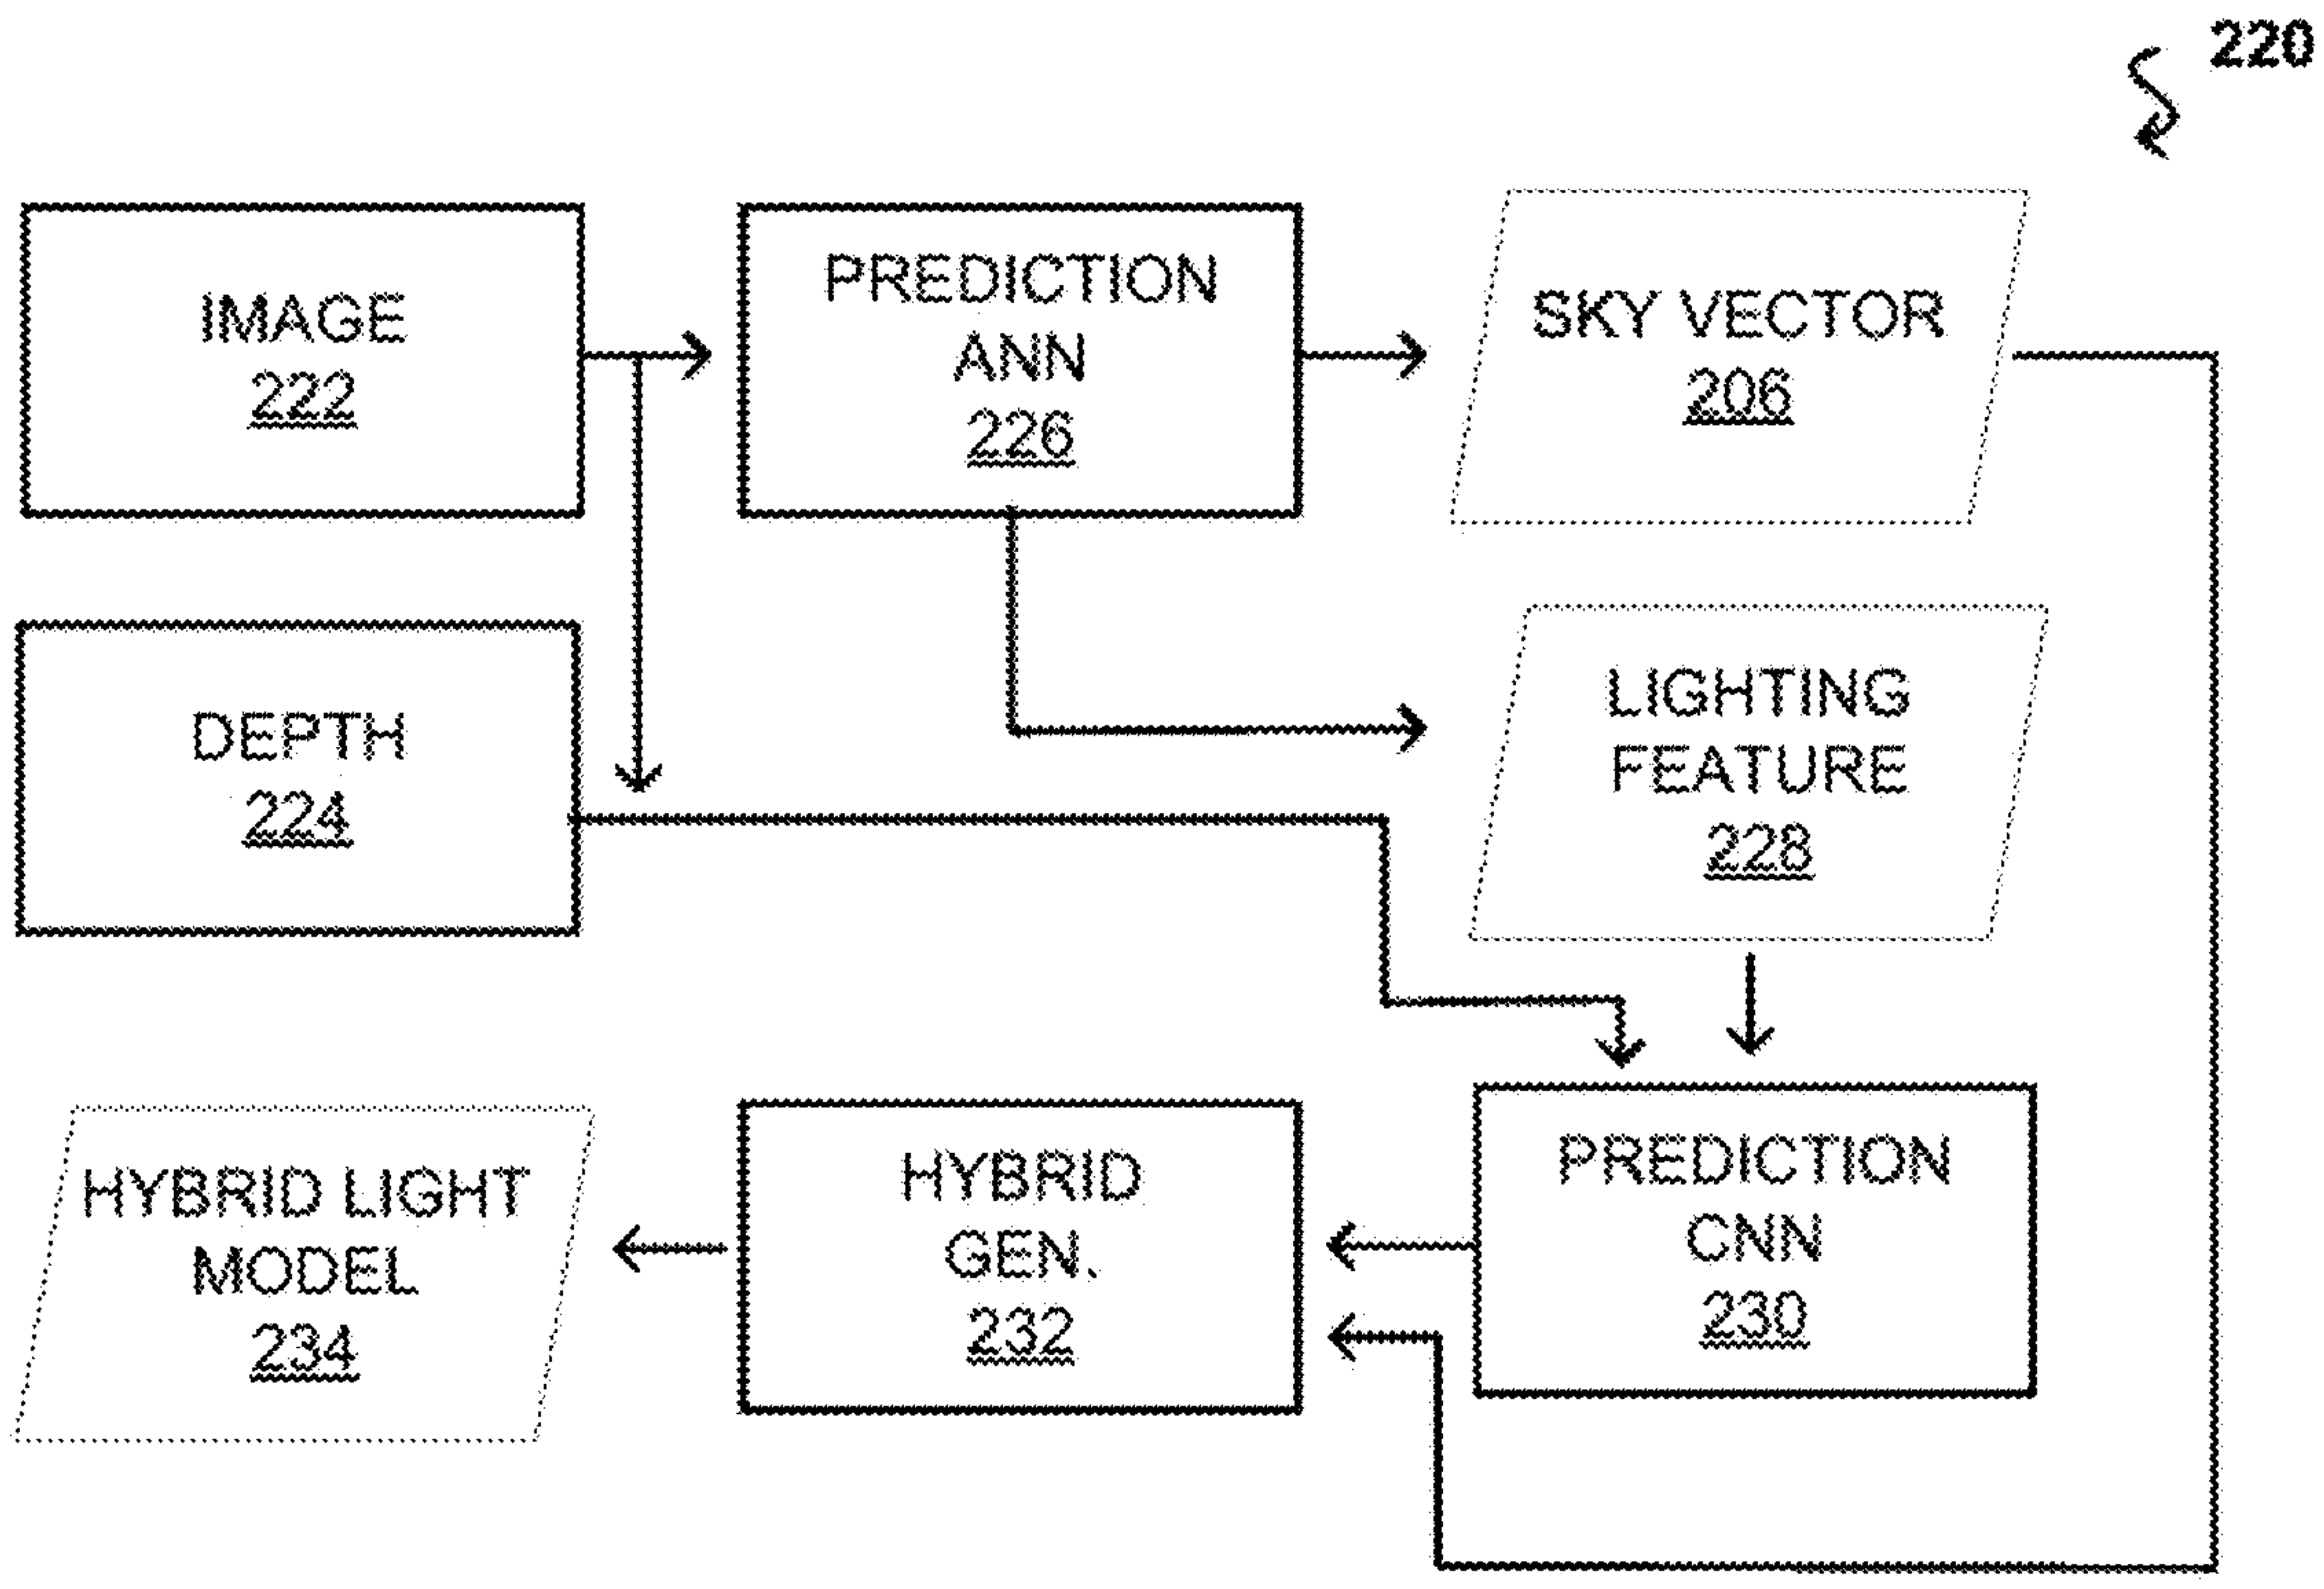 220
IMAGE
222
PREDICTION
ANN
226
SKY VECTOR
206
DEPTH
224
LIGHTING
FEATURE
228
HYBRID LIGHT
MODEL
234
HYBRID
GEN.
232
PREDICTION
CNN
230